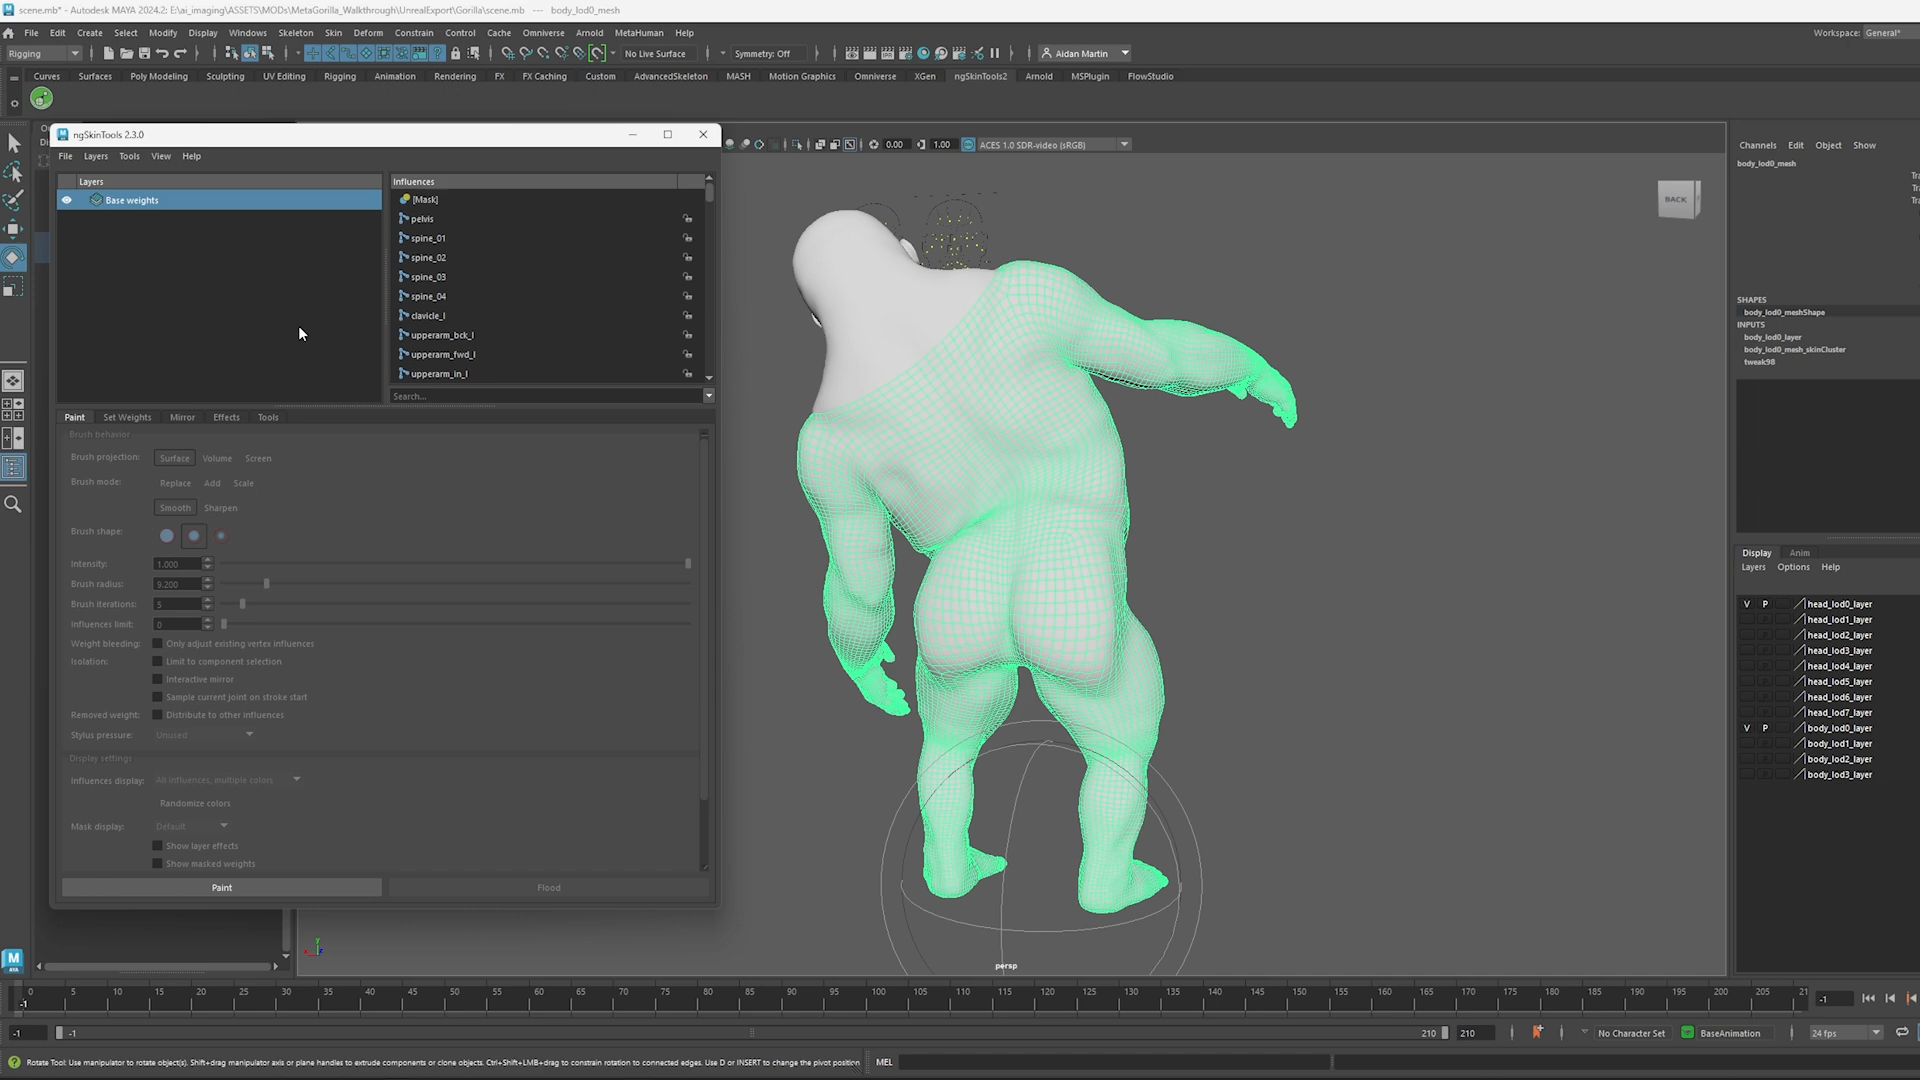 scene.mb* - Autodesk MAYA 2024.2: E:\ai_imaging\ASSETS\MODs\MetaGorilla_Walkthrough\UnrealExport\Gorilla\scene.mb --- body_lod0_mesh
File Edit Create Select Modify Display Windows Skeleton Skin Deform Constrain Control Cache Omniverse Arnold MetaHuman Help
Workspace: General*
Rigging
No Live Surface
Symmetry: Off
Aidan Martin
Curves Surfaces Poly Modeling Sculpting UV Editing Rigging Animation Rendering FX FX Caching Custom AdvancedSkeleton MASH Motion Graphics Omniverse XGen ngSkinTools2 Arnold MSPlugin FlowStudio
ngSkinTools 2.3.0
File Layers Tools View Help
0.00 1.00 ACES 1.0 SDR-video (sRGB)
Channels Edit Object Show
body_lod0_mesh
Layers
Base weights
Influences
[Mask]
pelvis
spine_01
spine_02
spine_03
spine_04
clavicle_l
upperarm_bck_l
upperarm_fwd_l
upperarm_in_l
Search...
BACK
SHAPES
body_lod0_meshShape
INPUTS
body_lod0_layer
body_lod0_mesh_skinCluster
tweak98
Paint Set Weights Mirror Effects Tools
Brush behavior
Brush projection: Surface Volume Screen
Brush mode: Replace Add Scale
Smooth Sharpen
Brush shape:
Intensity: 1.000
Brush radius: 9.200
Brush iterations: 5
Influences limit: 0
Weight bleeding: Only adjust existing vertex influences
Isolation: Limit to component selection
Interactive mirror
Sample current joint on stroke start
Removed weight: Distribute to other influences
Stylus pressure: Unused
Display settings
Influences display: All influences, multiple colors
Randomize colors
Mask display: Default
Show layer effects
Show masked weights
Paint Flood
Display Anim
Layers Options Help
V P head_lod0_layer
head_lod1_layer
head_lod2_layer
head_lod3_layer
head_lod4_layer
head_lod5_layer
head_lod6_layer
head_lod7_layer
V P body_lod0_layer
body_lod1_layer
body_lod2_layer
body_lod3_layer
persp
0 5 10 15 20 25 30 35 40 45 50 55 60 65 70 75 80 85 90 95 100 105 110 115 120 125 130 135 140 145 150 155 160 165 170 175 180 185 190 195 200 205 21
-1 -1
-1 -1 210 210 No Character Set BaseAnimation 24 fps
Rotate Tool: Use manipulator to rotate object(s). Shift+drag manipulator axis or plane handles to extrude components or clone objects. Ctrl+Shift+LMB+drag to constrain rotation to connected edges. Use D or INSERT to change the pivot position
MEL